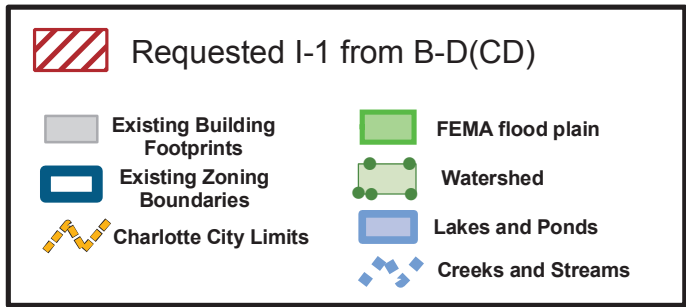 Requested I-1 from B-D(CD)
Existing Building
Footprints
Existing Zoning
Boundaries
Charlotte City Limits
FEMA flood plain
Watershed
Lakes and Ponds
Creeks and Streams